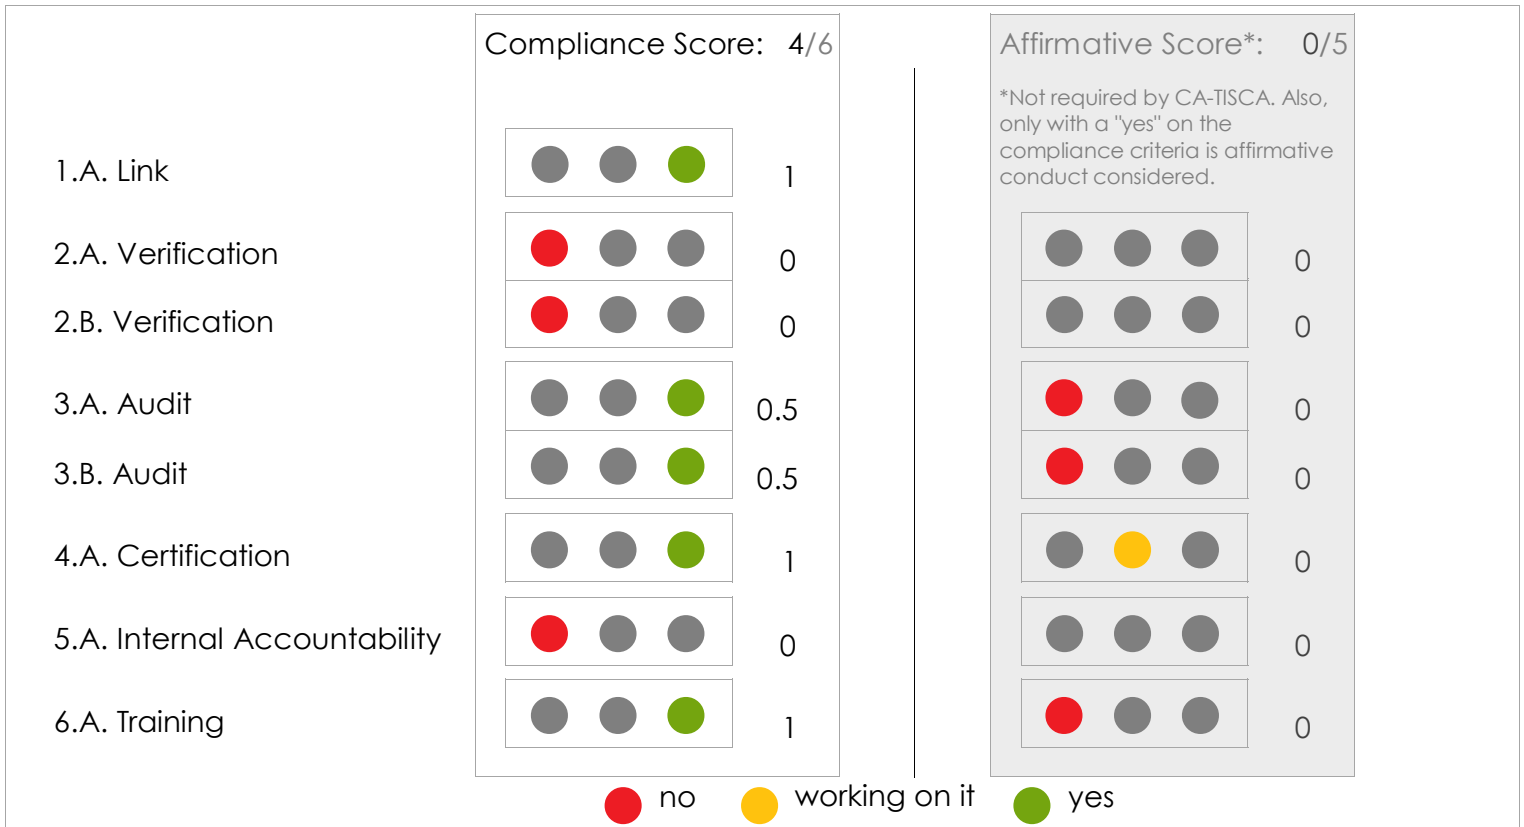 Compliance Score: 4/6
Affirmative Score*: 0/5
*Not required by CA-TISCA. Also,
only with a "yes" on the
compliance criteria is affirmative
conduct considered.
1.A. Link 1
2.A. Verification 0 0
2.B. Verification 0 0
3.A. Audit 0.5 0
3.B. Audit 0.5 0
4.A. Certification 1 0
5.A. Internal Accountability 0 0
6.A. Training 1 0
no working on it yes